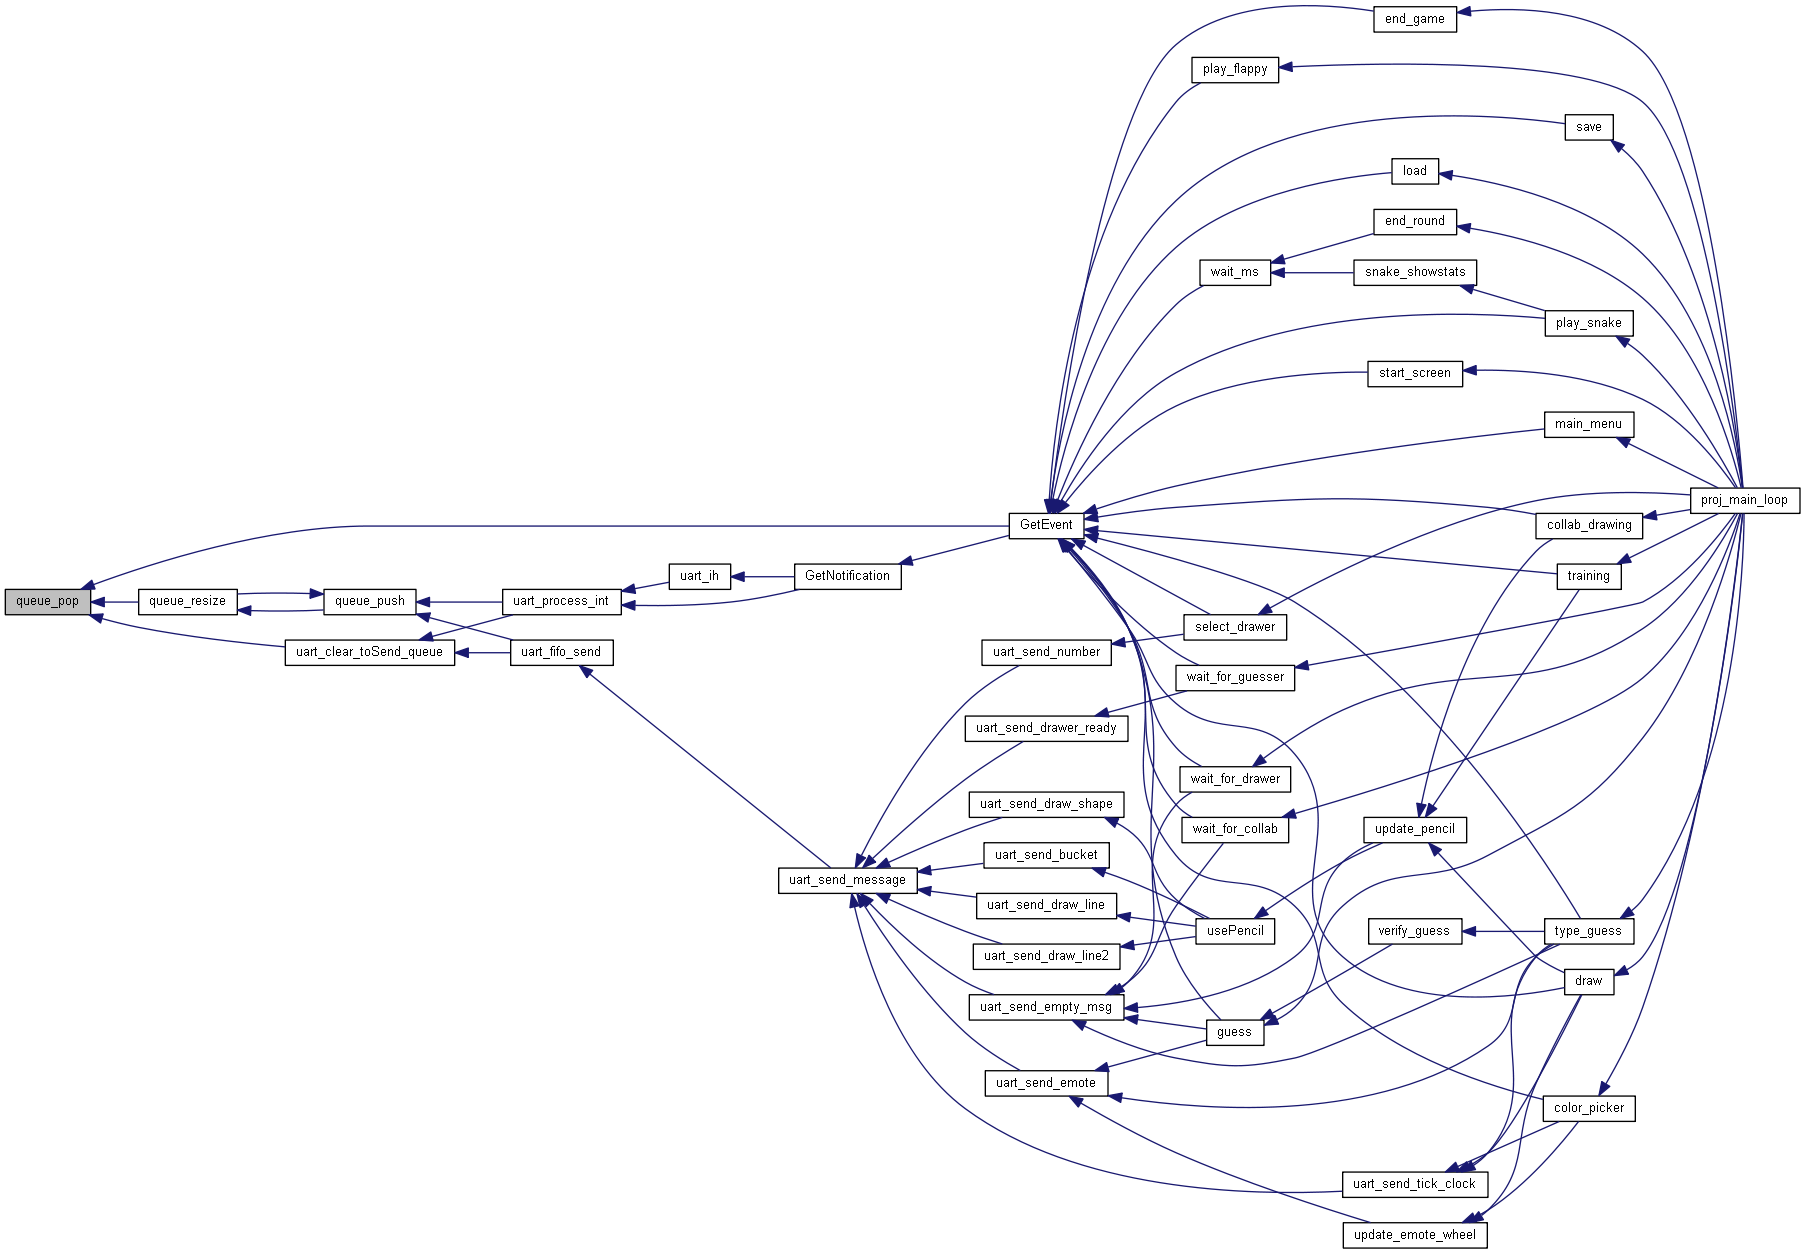 end_game
play_flappy
save
load
end_round
wait_ms
snake_showstats
play_snake
start_screen
main_menu
proj_main_loop
GetEvent
collab_drawing
uart_ih
GetNotification
training
queue_pop
queue_resize
queue_push
uart_process_int
select_drawer
uart_clear_toSend_queue
uart_fifo_send
uart_send_number
wait_for_guesser
uart_send_drawer_ready
wait_for_drawer
uart_send_draw_shape
wait_for_collab
update_pencil
uart_send_bucket
uart_send_message
uart_send_draw_line
usePencil
verify_guess
type_guess
uart_send_draw_line2
draw
uart_send_empty_msg
guess
uart_send_emote
color_picker
uart_send_tick_clock
update_emote_wheel